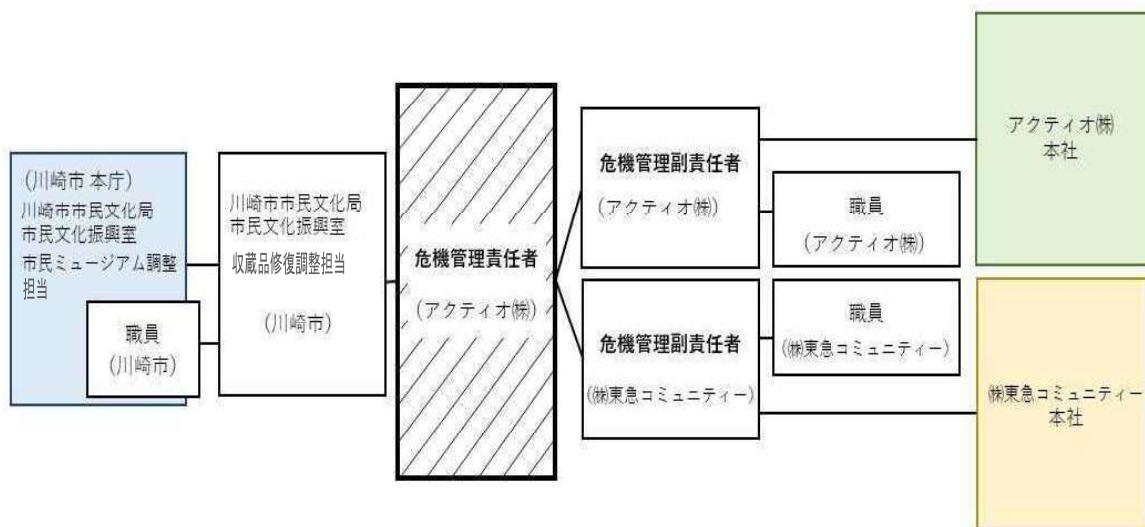 (川崎市 本庁)
川崎市市民文化局
市民文化振興室
市民ミュージアム調整
担当
職員
(川崎市)
川崎市市民文化局
市民文化振興室
収蔵品修復調整担当
(川崎市)
危機管理責任者
(アクティオ㈱)
危機管理副責任者
(アクティオ㈱)
職員
(アクティオ㈱)
危機管理副責任者
(㈱東急コミュニティー)
職員
(㈱東急コミュニティー)
アクティオ㈱
本社
㈱東急コミュニティー
本社